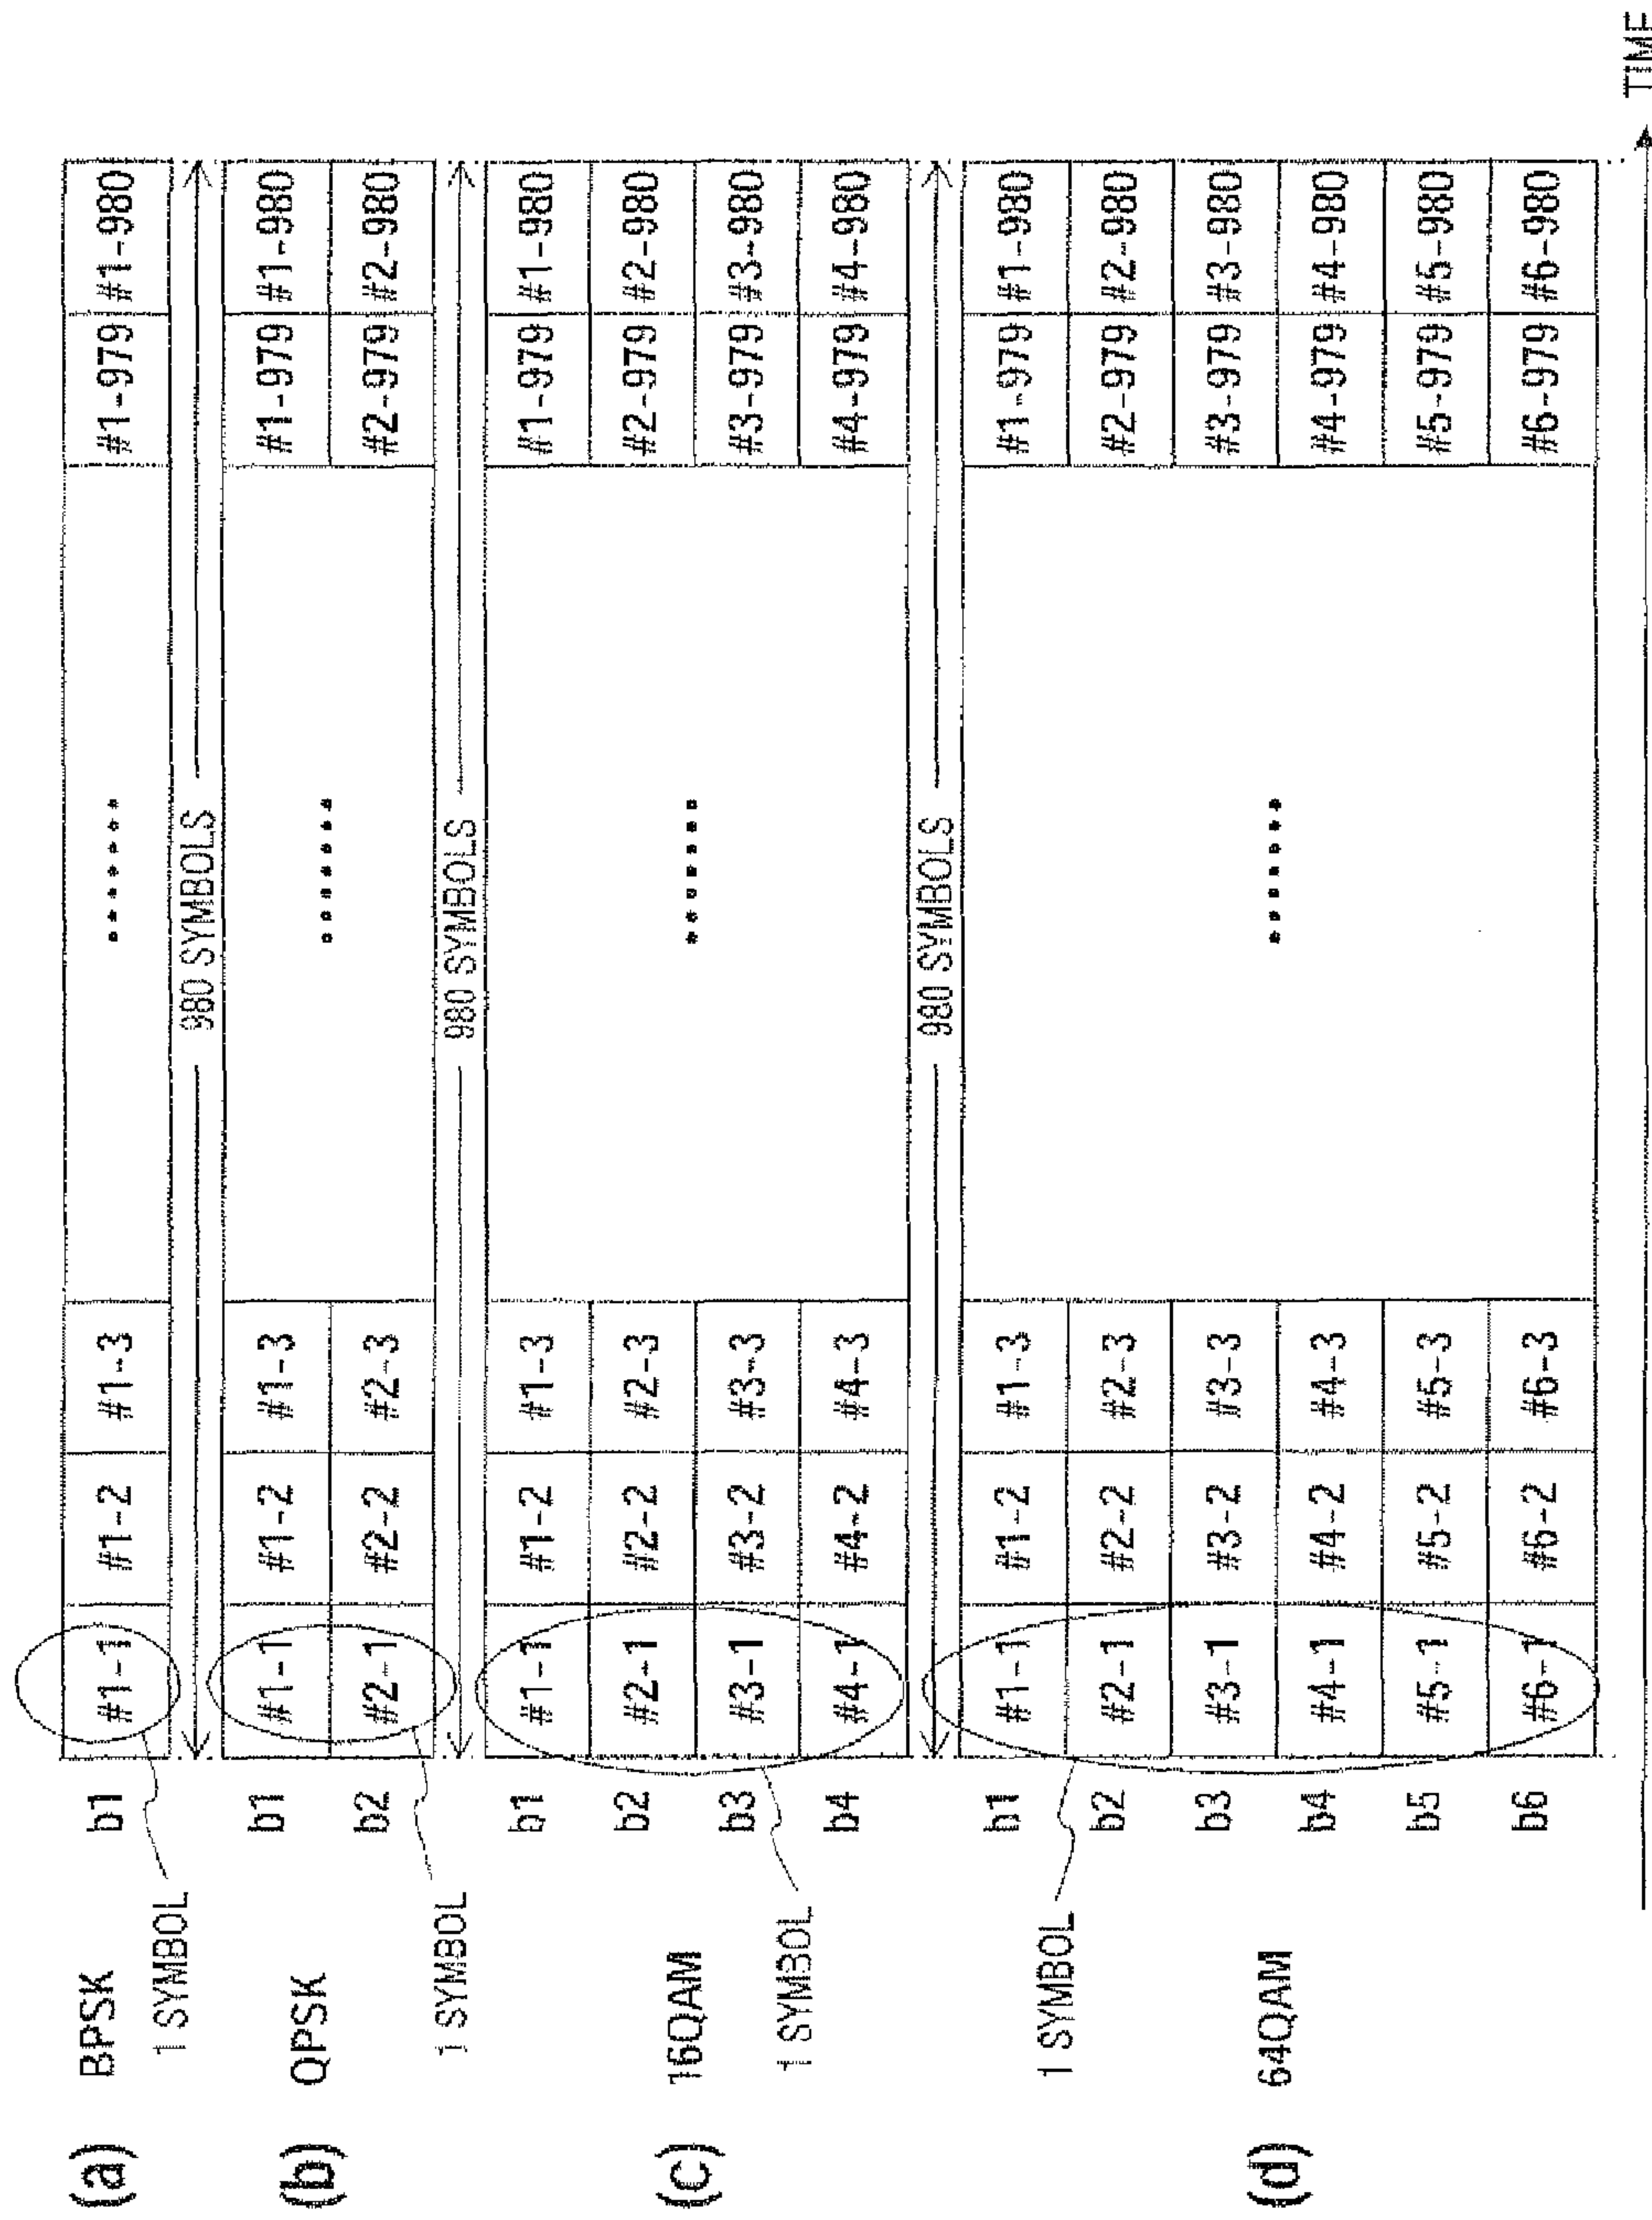 (a) BPSK
1 SYMBOL
b1 #1-1 #1-2 #1-3 ······· #1-979 #1-980
980 SYMBOLS
(b) QPSK
1 SYMBOL
b1 #1-1 #1-2 #1-3 ······· #1-979 #1-980
b2 #2-1 #2-2 #2-3 #2-979 #2-980
980 SYMBOLS
(c) 16QAM
1 SYMBOL
b1 #1-1 #1-2 #1-3 #1-979 #1-980
b2 #2-1 #2-2 #2-3 ······· #2-979 #2-980
b3 #3-1 #3-2 #3-3 #3-979 #3-980
b4 #4-1 #4-2 #4-3 #4-979 #4-980
980 SYMBOLS
(d) 64QAM
1 SYMBOL
b1 #1-1 #1-2 #1-3 #1-979 #1-980
b2 #2-1 #2-2 #2-3 #2-979 #2-980
b3 #3-1 #3-2 #3-3 ······· #3-979 #3-980
b4 #4-1 #4-2 #4-3 #4-979 #4-980
b5 #5-1 #5-2 #5-3 #5-979 #5-980
b6 #6-1 #6-2 #6-3 #6-979 #6-980
TIME